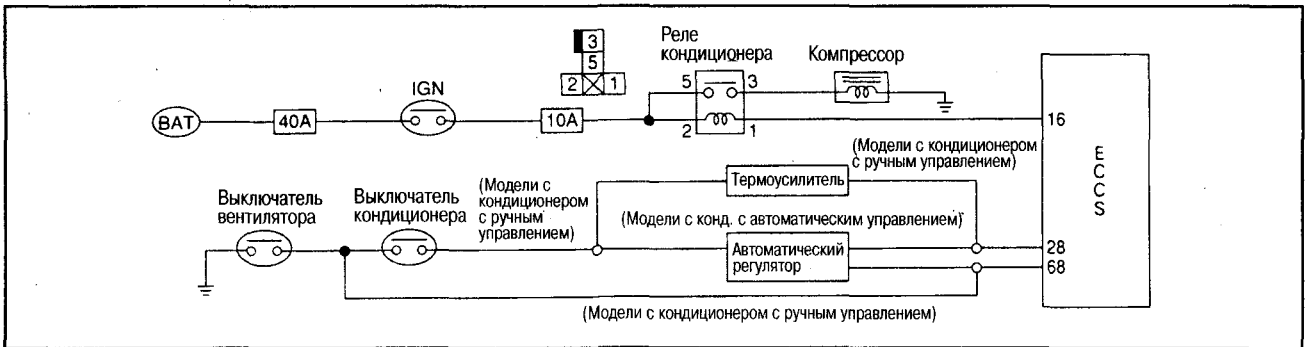 Реле
кондиционера
Компрессор
3
5
2 1
IGN
5 3
BAT
40A
10A
2 1
16
(Модели с кондиционером
с ручным управлением)
ECCS
Термоусилитель
Выключатель
вентилятора
Выключатель
кондиционера
(Модели с
кондиционером
с ручным
управлением)
(Модели с конд. с автоматическим управлением)
Автоматический
регулятор
28
68
(Модели с кондиционером с ручным управлением)